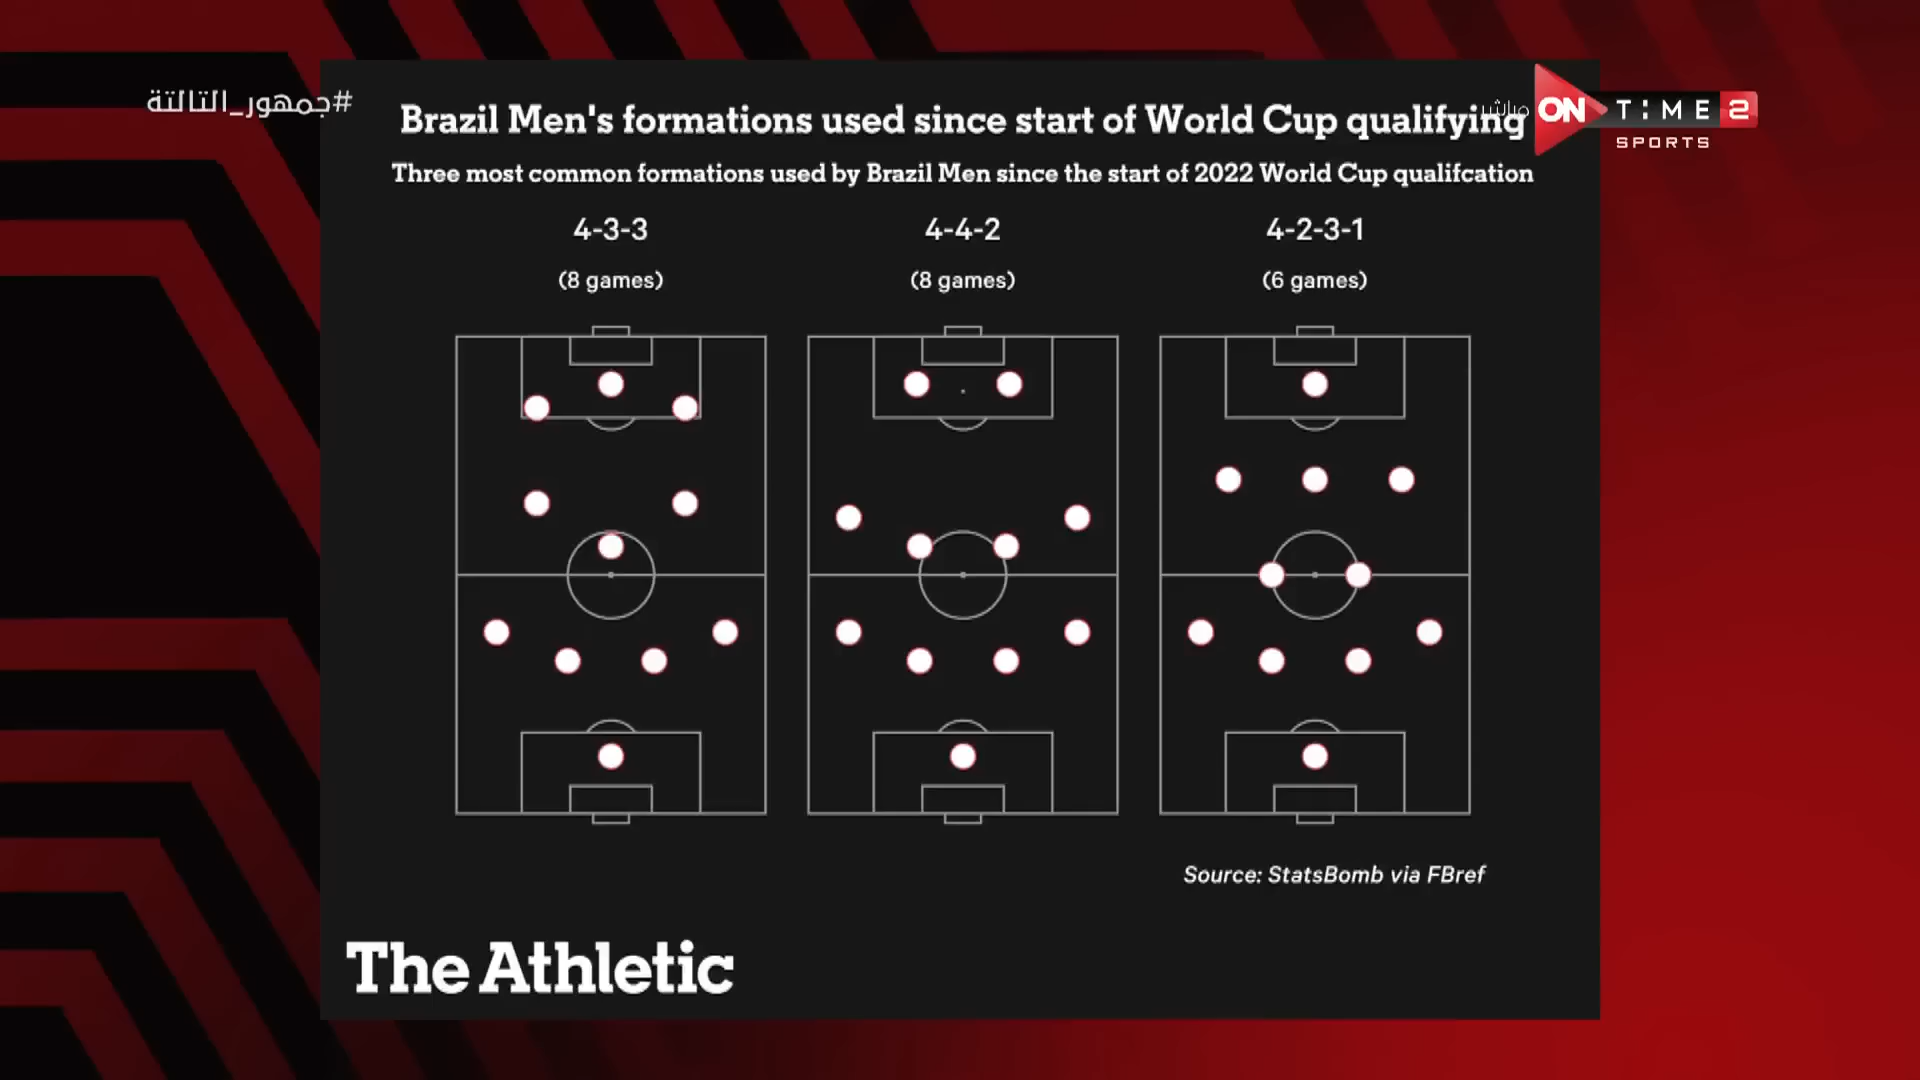 #جمهور_التالتة
Brazil Men's formations used since start of World Cup qualifying
مباشر
ON TIME 2
SPORTS
Three most common formations used by Brazil Men since the start of 2022 World Cup qualifcation
4-3-3
(8 games)
4-4-2
(8 games)
4-2-3-1
(6 games)
Source: StatsBomb via FBref
The Athletic